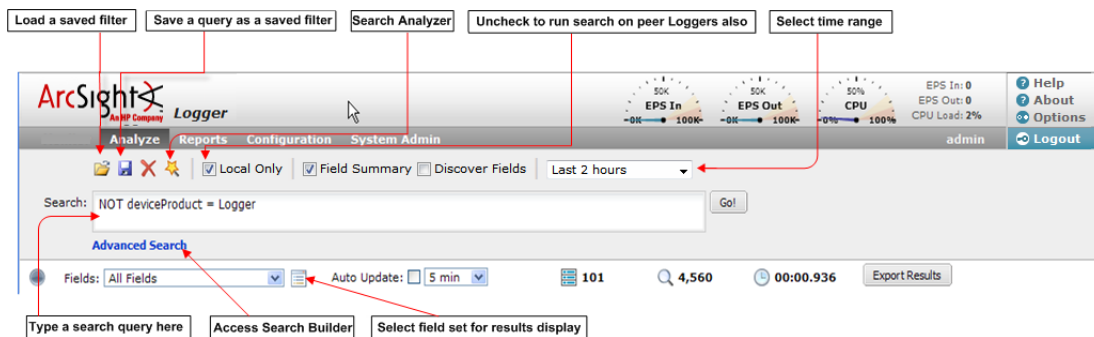 Load a saved filter
Save a query as a saved filter
Search Analyzer
Uncheck to run search on peer Loggers also
Select time range
ArcSight
An HP Company
Logger
50K
EPS In
-0K 100K-
50K
EPS Out
-0K 100K-
50%
CPU
-0% 100%-
EPS In: 0
EPS Out: 0
CPU Load: 2%
Help
About
Options
Analyze Reports Configuration System Admin
admin
Logout
Local Only
Field Summary
Discover Fields
Last 2 hours
Search:
NOT deviceProduct = Logger
Go!
Advanced Search
Fields: All Fields
Auto Update: 5 min
101
4,560
00:00.936
Export Results
Type a search query here
Access Search Builder
Select field set for results display